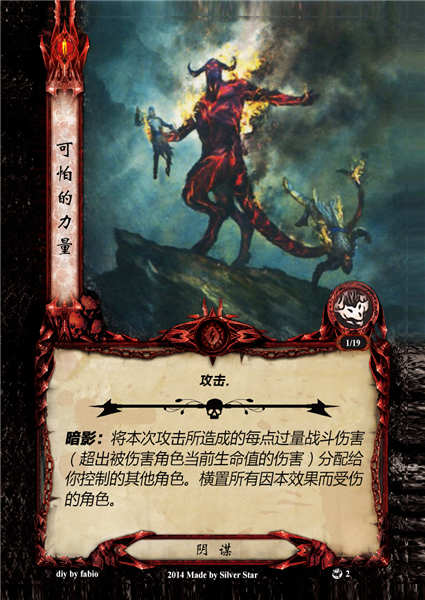 可怕的力量
1/19
攻击.
暗影：将本次攻击所造成的每点过量战斗伤害
（超出被伤害角色当前生命值的伤害）分配给
你控制的其他角色。横置所有因本效果而受伤
的角色。
阴谋
diy by fabio 2014 Made by Silver Star 2